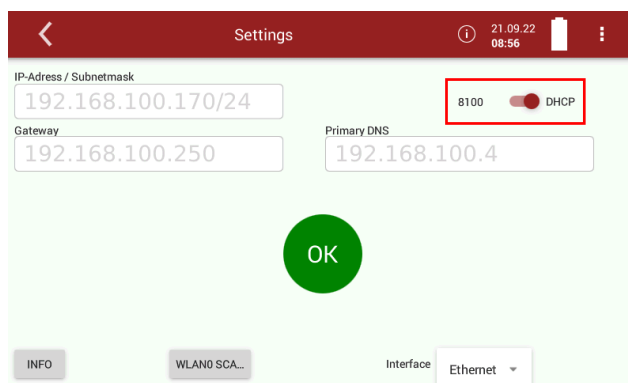 Settings
21.09.22
08:56
IP-Adress / Subnetmask
192.168.100.170/24
8100
DHCP
Gateway
192.168.100.250
Primary DNS
192.168.100.4
OK
INFO
WLAN0 SCA...
Interface
Ethernet